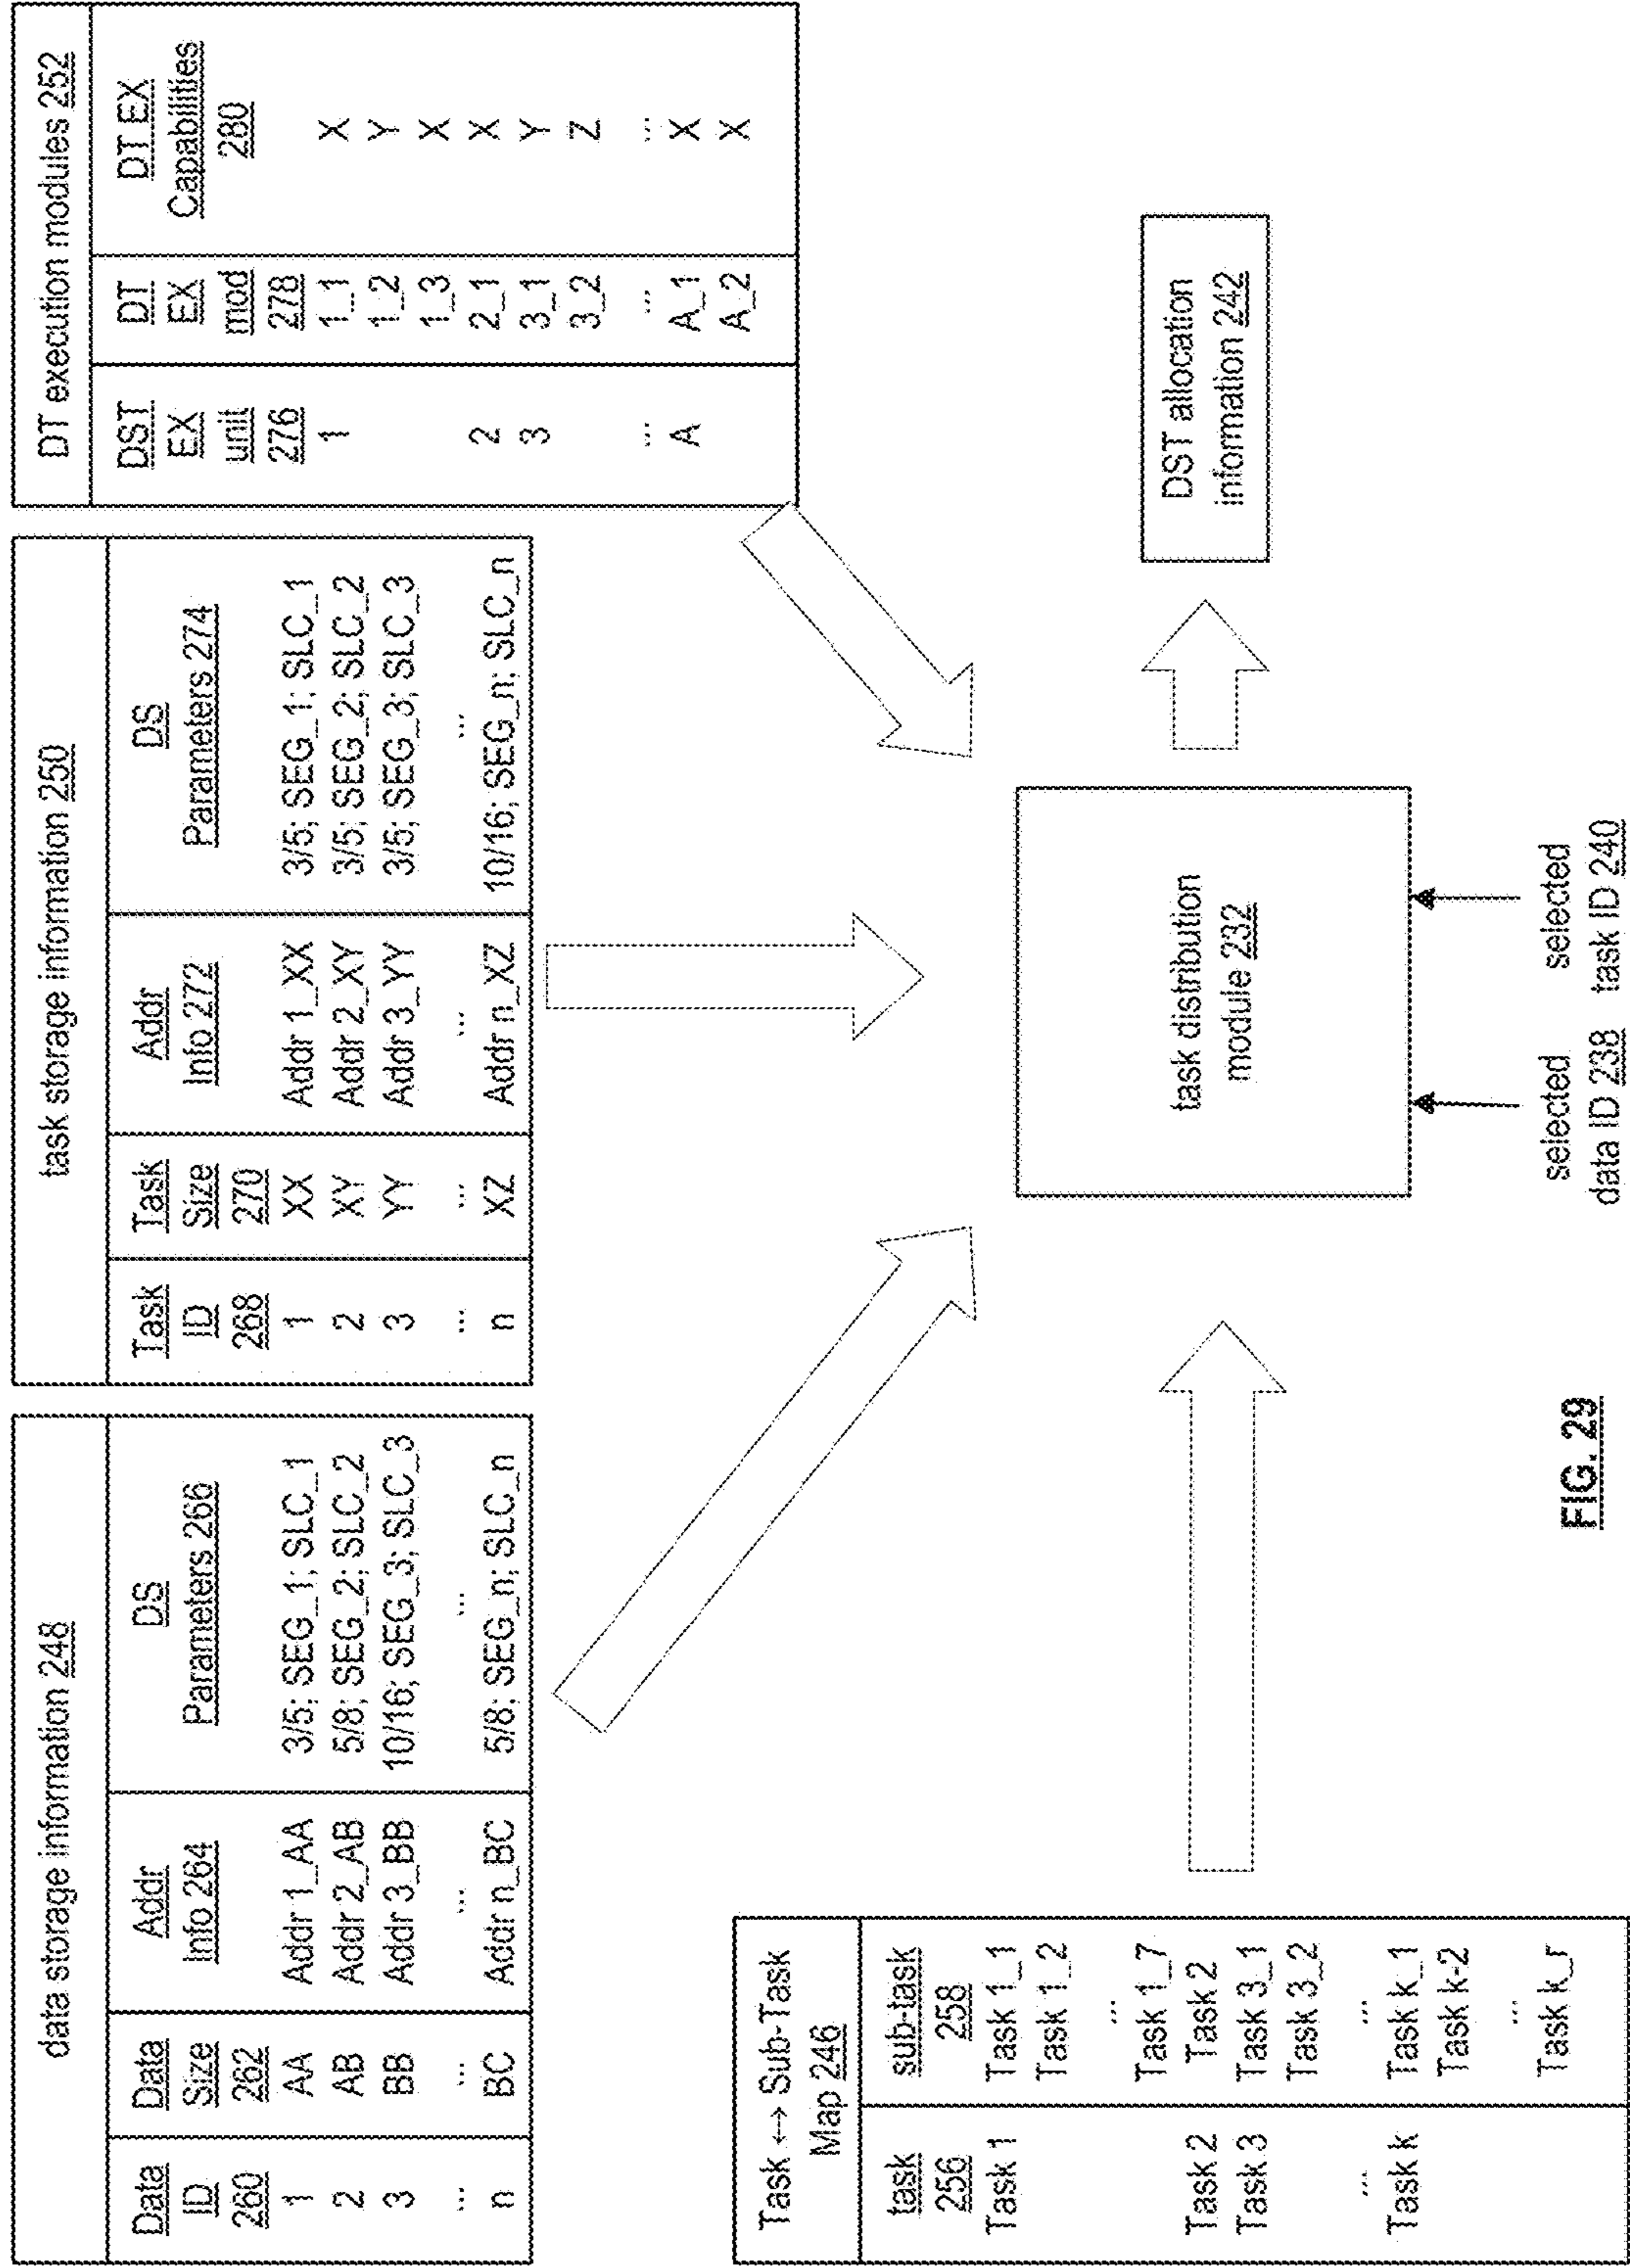 data storage information 248
Data ID 260 Data Size 262 Addr Info 264 DS Parameters 266
1 AA Addr 1_AA 3/5; SEG_1; SLC_1
2 AB Addr 2_AB 5/8; SEG_2; SLC_2
3 BB Addr 3_BB 10/16; SEG_3; SLC_3
... ... ... ...
n BC Addr n_BC 5/8; SEG_n; SLC_n
task storage information 250
Task ID 268 Task Size 270 Addr Info 272 DS Parameters 274
1 XX Addr 1_XX 3/5; SEG_1; SLC_1
2 XY Addr 2_XY 3/5; SEG_2; SLC_2
3 YY Addr 3_YY 3/5; SEG_3; SLC_3
... ... ... ...
n XZ Addr n_XZ 10/16; SEG_n; SLC_n
DT execution modules 252
DST EX unit 276 DT EX mod 278 DT EX Capabilities 280
1 1_1 X
1_2 Y
1_3 X
2 2_1 X
3 3_1 Y
3_2 Z
... ... ...
A A_1 X
A_2 X
Task ↔ Sub-Task
Map 246
task 256 sub-task 258
Task 1 Task 1_1
Task 1_2
...
Task 1_7
Task 2 Task 2
Task 3 Task 3_1
Task 3_2
... ...
Task k Task k_1
Task k-2
...
Task k_r
task distribution
module 232
DST allocation
information 242
selected
data ID 238
selected
task ID 240
FIG. 29